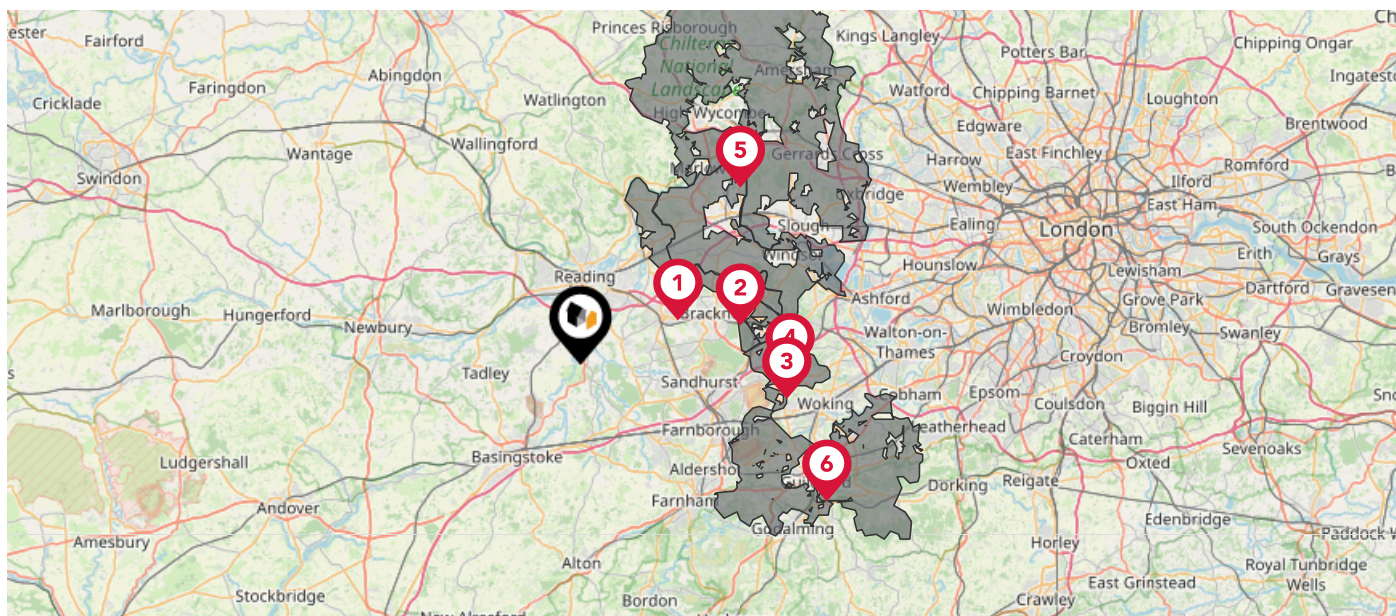 Princes Risborough
Kings Langley
Fairford
Chiltern
National
Landscape
Potters Bar
Chipping Ongar
Abingdon
Amersham
Faringdon
Watlington
Watford
Chipping Barnet
Loughton
Cricklade
High Wycombe
Brentwood
Edgware
Wantage
Wallingford
5
Gerrards Cross
Harrow
East Finchley
Romford
Swindon
Wembley
Ilford
Uxbridge
East Ham
Slough
Ealing
London
South Ockendon
Windsor
Erith
Grays
Reading
Hounslow
Lewisham
1
2
Dartford
Ashford
Grove Park
Marlborough
Hungerford
Newbury
Wimbledon
Bromley
Swanley
4
Walton-on-
Thames
3
Croydon
Tadley
Sandhurst
Woking
Cobham
Epsom
Coulsdon
Biggin Hill
Farnborough
Leatherhead
Caterham
Sevenoaks
Ludgershall
Basingstoke
6
Oxted
Guildford
Reigate
Dorking
Farnham
Andover
Godalming
Edenbridge
Amesbury
Horley
Alton
Royal Tunbridge
Wells
East Grinstead
Stockbridge
Bordon
Crawley